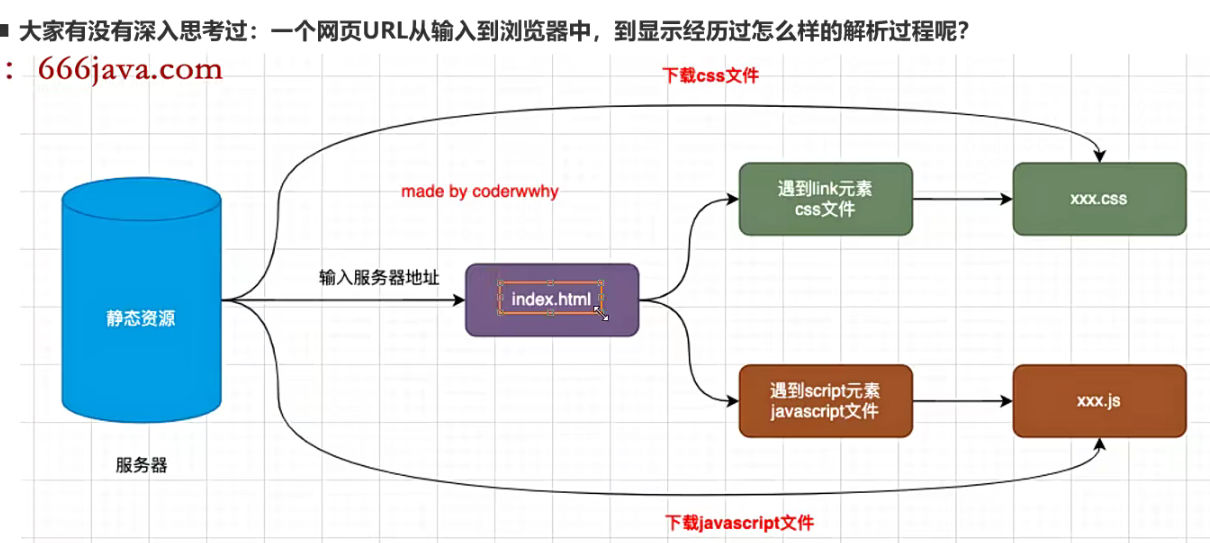 大家有没有深入思考过：一个网页URL从输入到浏览器中，到显示经历过怎么样的解析过程呢？
：666java.com
下载css文件
made by coderwwhy
遇到link元素
css文件
xxx.css
输入服务器地址
index.html
静态资源
遇到script元素
javascript文件
xxx.js
服务器
下载javascript文件